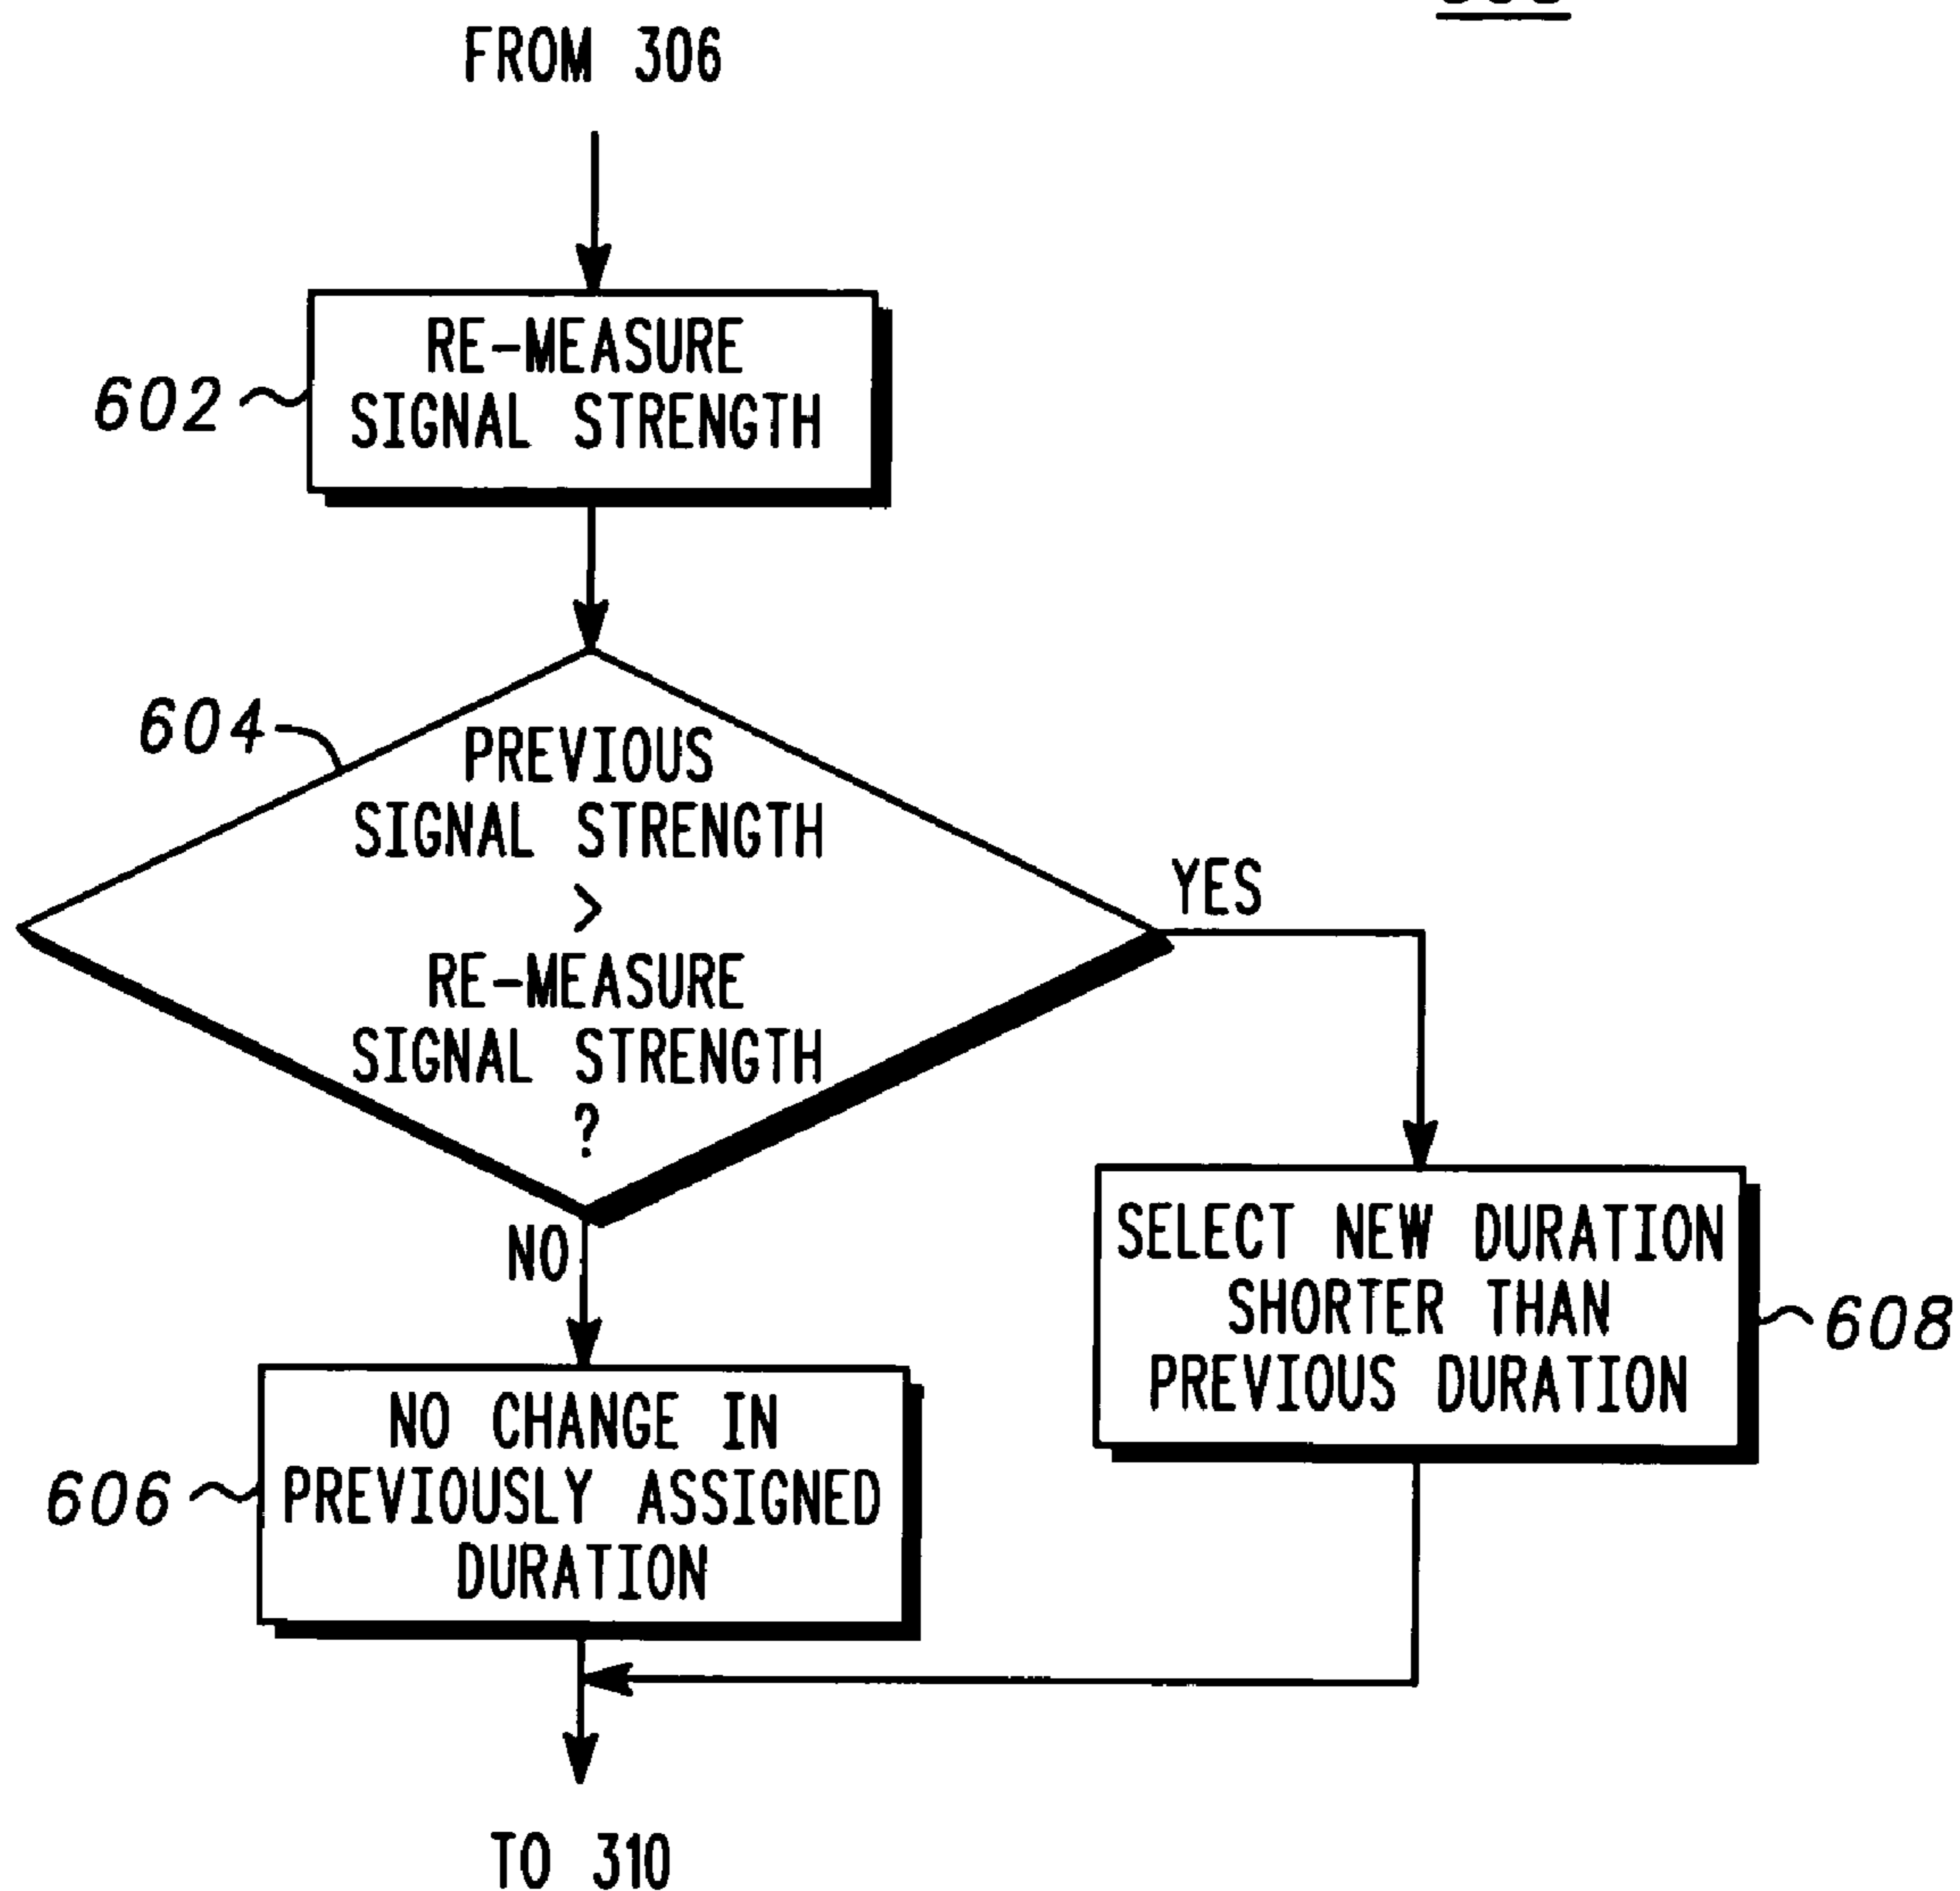 FROM 306
RE-MEASURE
SIGNAL STRENGTH
602
604
PREVIOUS
SIGNAL STRENGTH
>
RE-MEASURE
SIGNAL STRENGTH
?
YES
NO
SELECT NEW DURATION
SHORTER THAN
PREVIOUS DURATION
608
NO CHANGE IN
PREVIOUSLY ASSIGNED
DURATION
606
TO 310